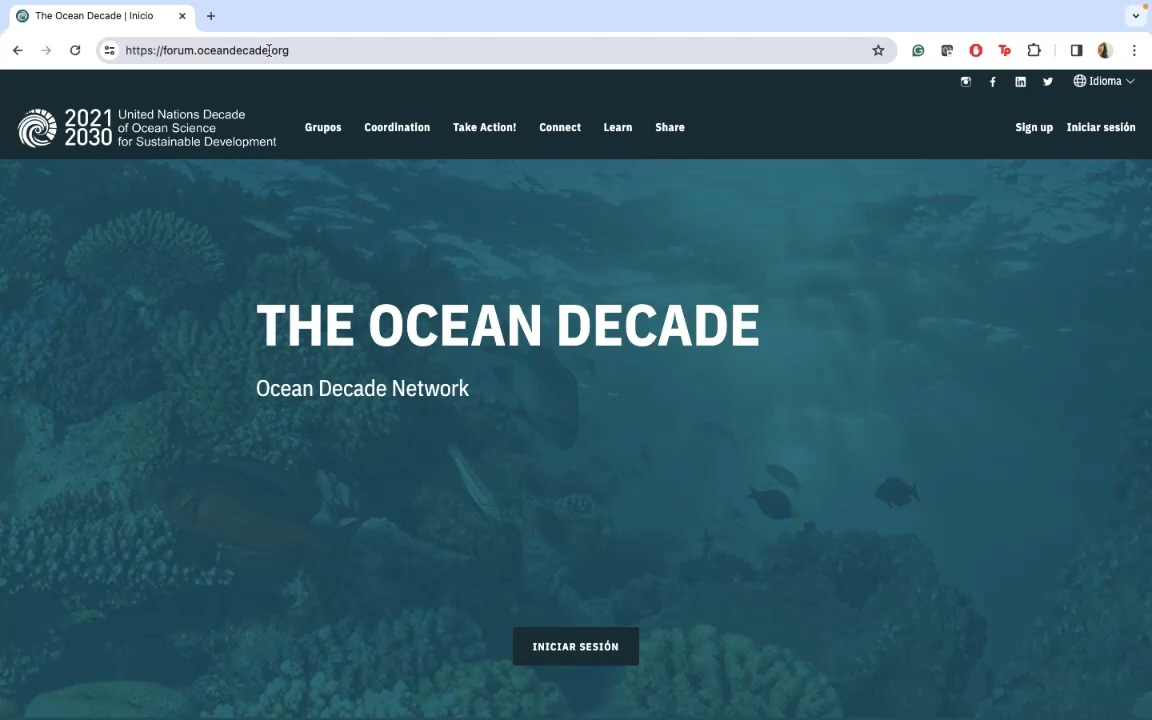 The Ocean Decade | Inicio
https://forum.oceandecade.org
Idioma
2021
2030
United Nations Decade
of Ocean Science
for Sustainable Development
Grupos Coordination Take Action! Connect Learn Share
Sign up Iniciar sesión
THE OCEAN DECADE
Ocean Decade Network
INICIAR SESIÓN